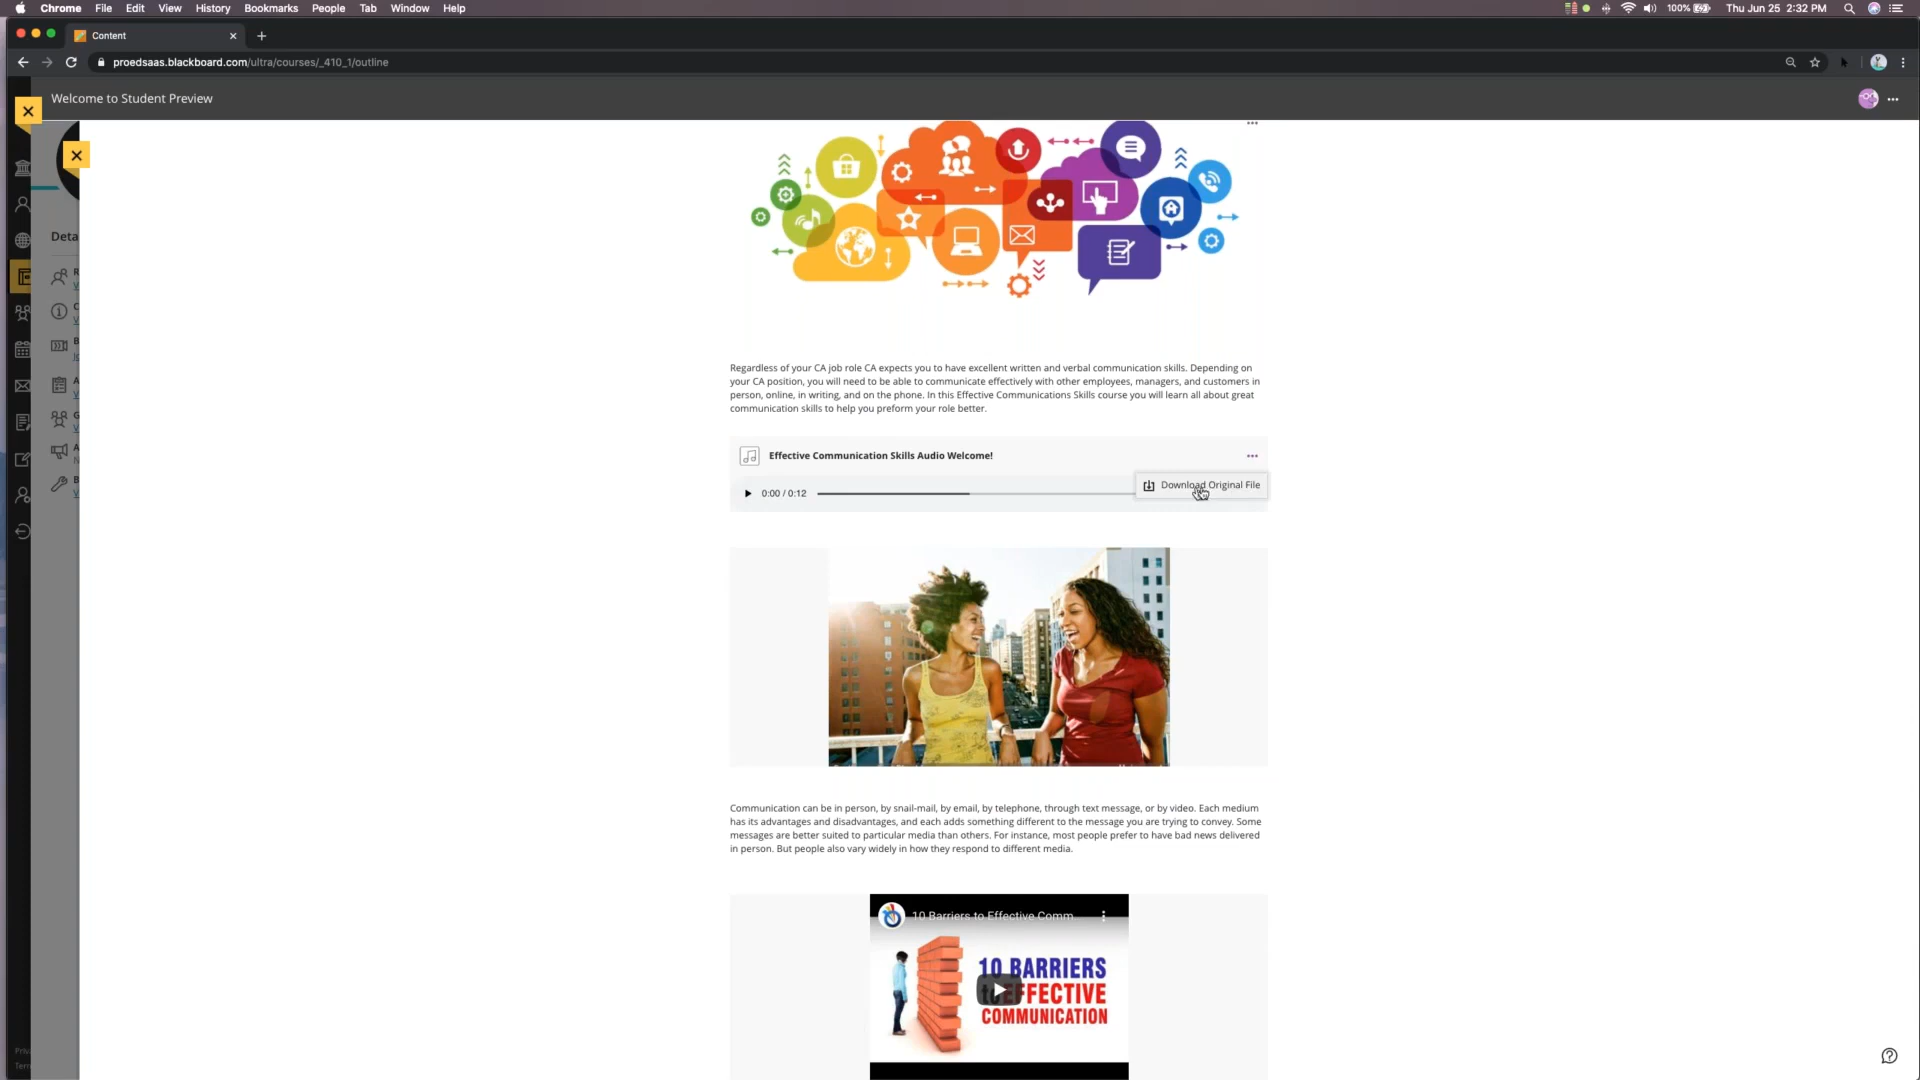 Chrome File Edit View History Bookmarks People Tab Window Help
100% Thu Jun 25 2:32 PM
Content
proedsaas.blackboard.com/ultra/courses/_410_1/outline
Welcome to Student Preview
Deta
Regardless of your CA job role CA expects you to have excellent written and verbal communication skills. Depending on
your CA position, you will need to be able to communicate effectively with other employees, managers, and customers in
person, online, in writing, and on the phone. In this Effective Communications Skills course you will learn all about great
communication skills to help you preform your role better.
Effective Communication Skills Audio Welcome!
Download Original File
0:00 / 0:12
Communication can be in person, by snail-mail, by email, by telephone, through text message, or by video. Each medium
has its advantages and disadvantages, and each adds something different to the message you are trying to convey. Some
messages are better suited to particular media than others. For instance, most people prefer to have bad news delivered
in person. But people also vary widely in how they respond to different media.
10 Barriers to Effective Comm
10 BARRIERS
to EFFECTIVE
COMMUNICATION
Priv
Term